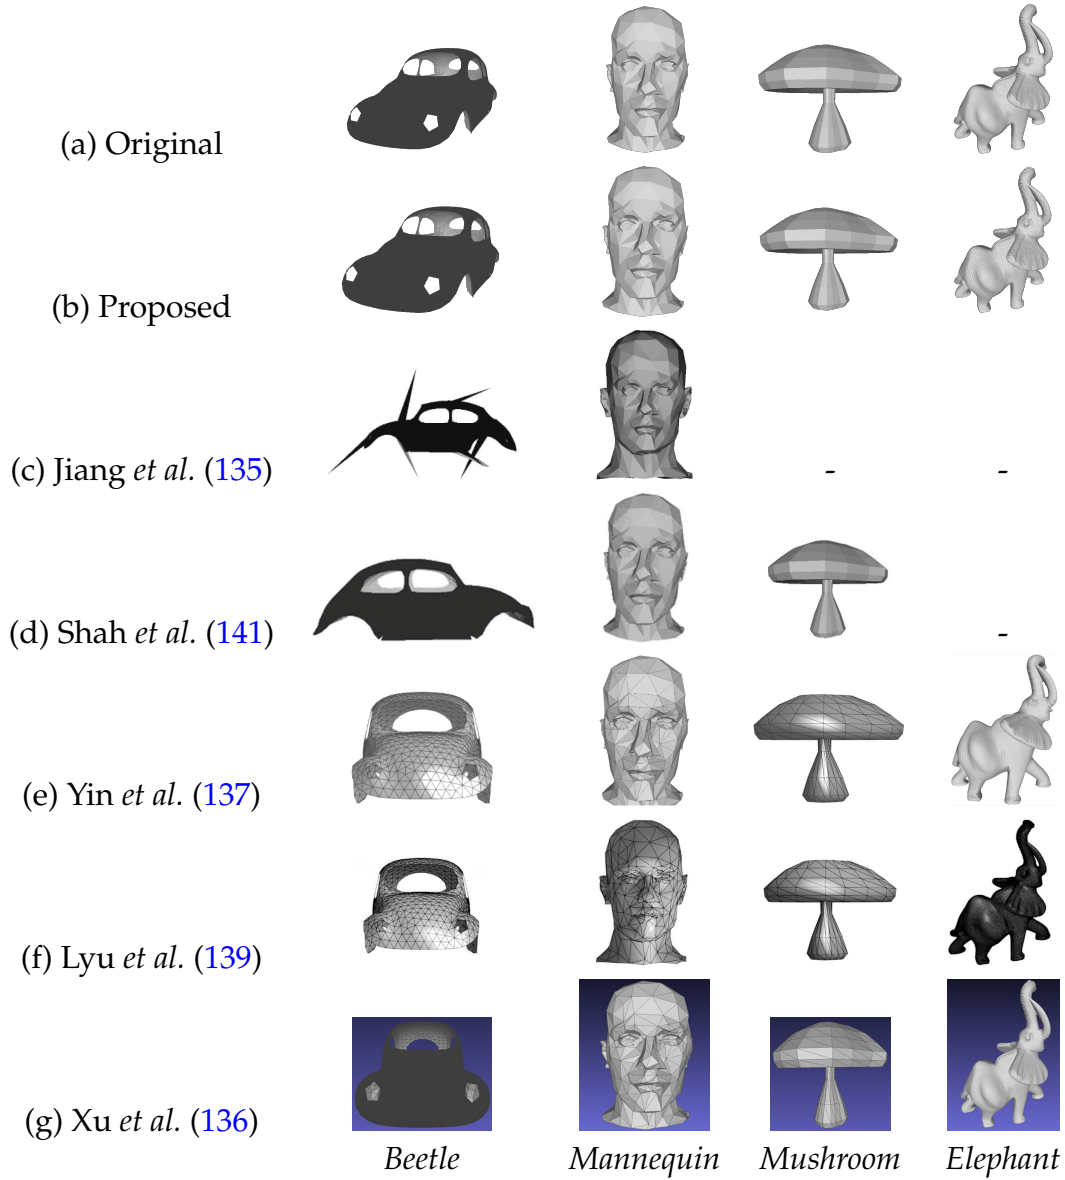 (a) Original
(b) Proposed
(c) Jiang et al. (135) - -
(d) Shah et al. (141) -
(e) Yin et al. (137)
(f) Lyu et al. (139)
(g) Xu et al. (136)
Beetle Mannequin Mushroom Elephant